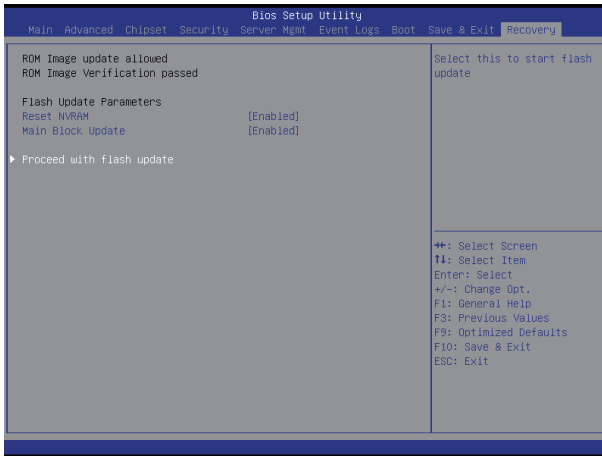 Bios Setup Utility
Main Advanced Chipset Security Server Mgmt Event Logs Boot Save & Exit Recovery
ROM Image update allowed
ROM Image Verification passed
Flash Update Parameters
Reset NVRAM [Enabled]
Main Block Update [Enabled]
▶ Proceed with flash update
Select this to start flash
update
→←: Select Screen
↑↓: Select Item
Enter: Select
+/-: Change Opt.
F1: General Help
F3: Previous Values
F9: Optimized Defaults
F10: Save & Exit
ESC: Exit